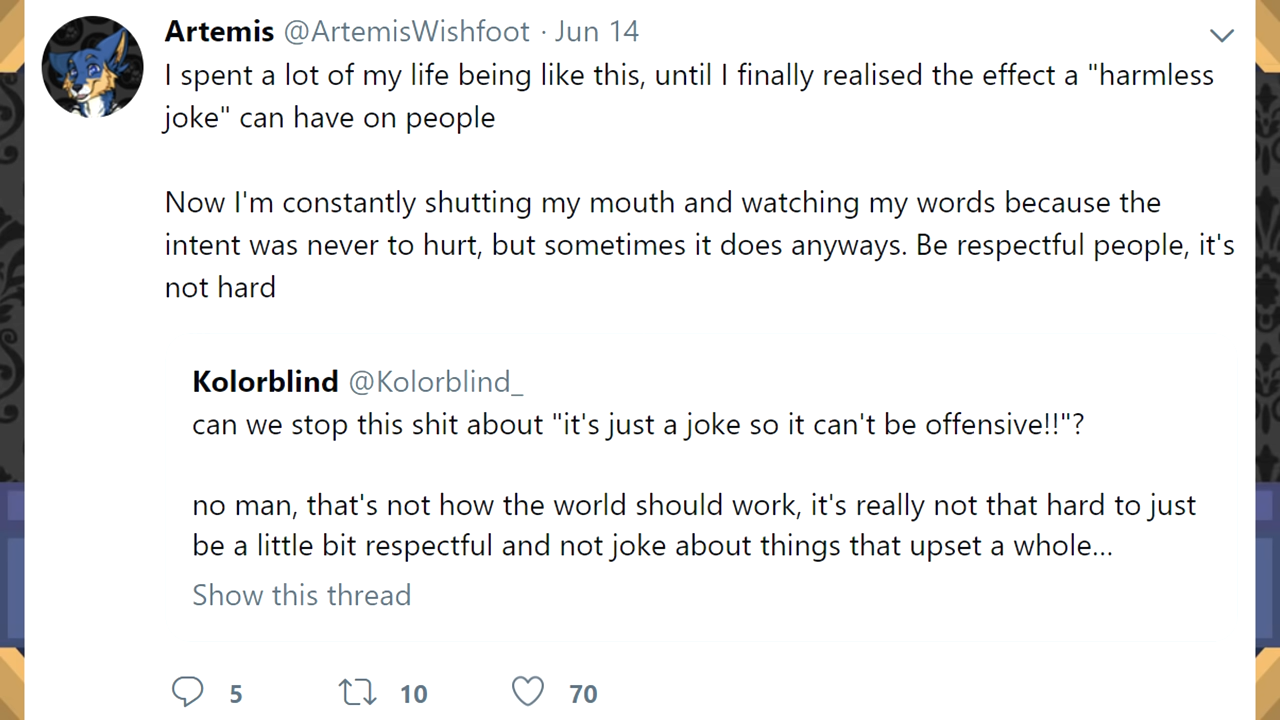 Artemis @ArtemisWishfoot · Jun 14
I spent a lot of my life being like this, until I finally realised the effect a "harmless
joke" can have on people
Now I'm constantly shutting my mouth and watching my words because the
intent was never to hurt, but sometimes it does anyways. Be respectful people, it's
not hard
Kolorblind @Kolorblind_
can we stop this shit about "it's just a joke so it can't be offensive!!"?
no man, that's not how the world should work, it's really not that hard to just
be a little bit respectful and not joke about things that upset a whole...
Show this thread
5 10 70